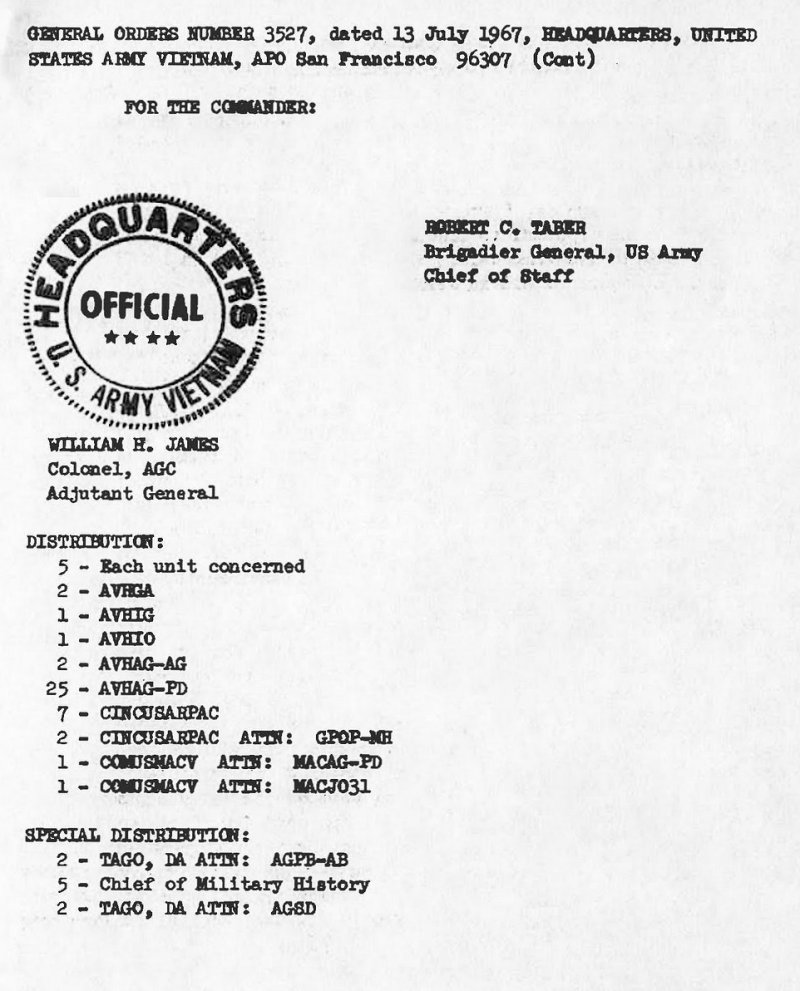 GENERAL ORDERS NUMBER 3527, dated 13 July 1967, HEADQUARTERS, UNITED
STATES ARMY VIETNAM, APO San Francisco 96307 (Cont)
FOR THE COMMANDER:
HEADQUARTERS
OFFICIAL
★★★★
U. S. ARMY VIETNAM
ROBERT C. TABER
Brigadier General, US Army
Chief of Staff
WILLIAM H. JAMES
Colonel, AGC
Adjutant General
DISTRIBUTION:
5 - Each unit concerned
2 - AVHGA
1 - AVHIG
1 - AVHIO
2 - AVHAG-AG
25 - AVHAG-PD
7 - CINCUSARPAC
2 - CINCUSARPAC ATTN: GPOP-MH
1 - COMUSMACV ATTN: MACAG-PD
1 - COMUSMACV ATTN: MACJ031
SPECIAL DISTRIBUTION:
2 - TAGO, DA ATTN: AGPB-AB
5 - Chief of Military History
2 - TAGO, DA ATTN: AGSD